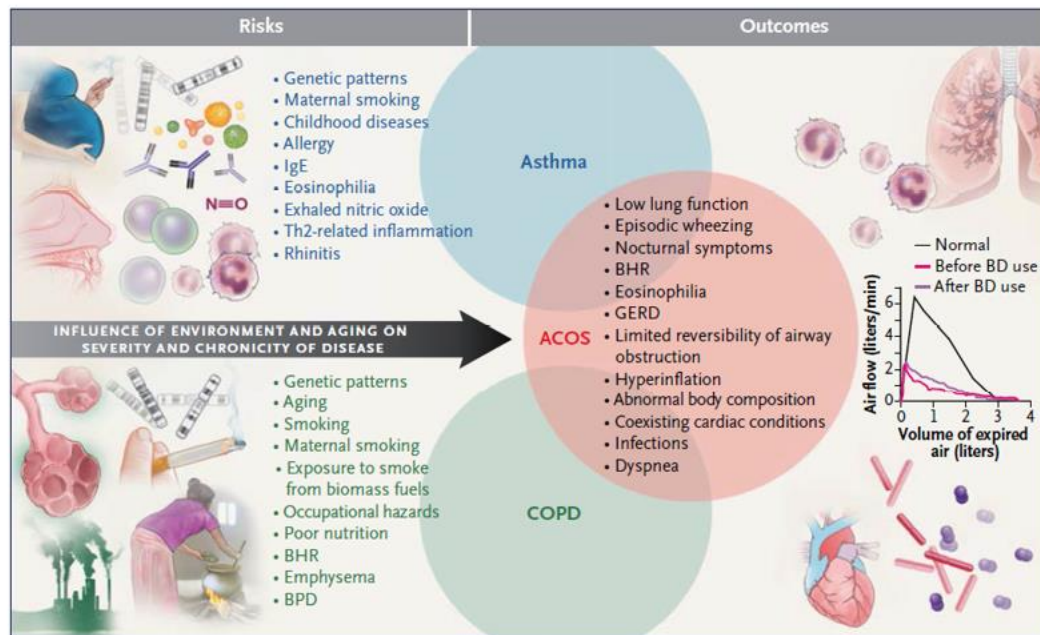 Risks
Outcomes
• Genetic patterns
• Maternal smoking
• Childhood diseases
• Allergy
• IgE
• Eosinophilia
• Exhaled nitric oxide
• Th2-related inflammation
• Rhinitis
N≡O
Asthma
INFLUENCE OF ENVIRONMENT AND AGING ON
SEVERITY AND CHRONICITY OF DISEASE
ACOS
• Low lung function
• Episodic wheezing
• Nocturnal symptoms
• BHR
• Eosinophilia
• GERD
• Limited reversibility of airway
obstruction
• Hyperinflation
• Abnormal body composition
• Coexisting cardiac conditions
• Infections
• Dyspnea
Normal
Before BD use
After BD use
Air flow (liters/min)
6
4
2
0
0 1 2 3 4
Volume of expired
air (liters)
• Genetic patterns
• Aging
• Smoking
• Maternal smoking
• Exposure to smoke
from biomass fuels
• Occupational hazards
• Poor nutrition
• BHR
• Emphysema
• BPD
COPD